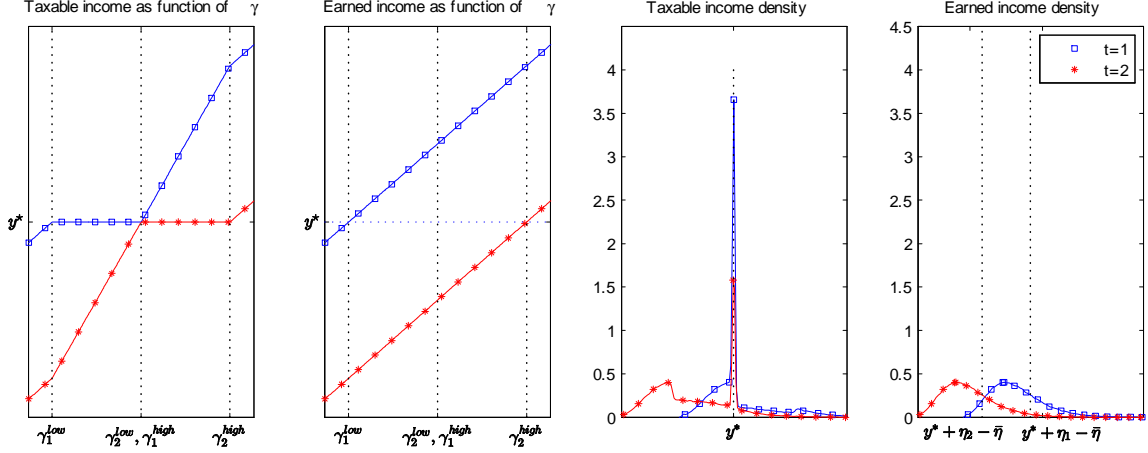 Taxable income as function of γ
y*
γ₁ˡᵒʷ
γ₂ˡᵒʷ, γ₁ʰⁱᵍʰ
γ₂ʰⁱᵍʰ
Earned income as function of γ
y*
γ₁ˡᵒʷ
γ₂ˡᵒʷ, γ₁ʰⁱᵍʰ
γ₂ʰⁱᵍʰ
Taxable income density
4.5
4
3.5
3
2.5
2
1.5
1
0.5
0
y*
Earned income density
t=1
t=2
4.5
4
3.5
3
2.5
2
1.5
1
0.5
0
y* + η₂ − η̄
y* + η₁ − η̄